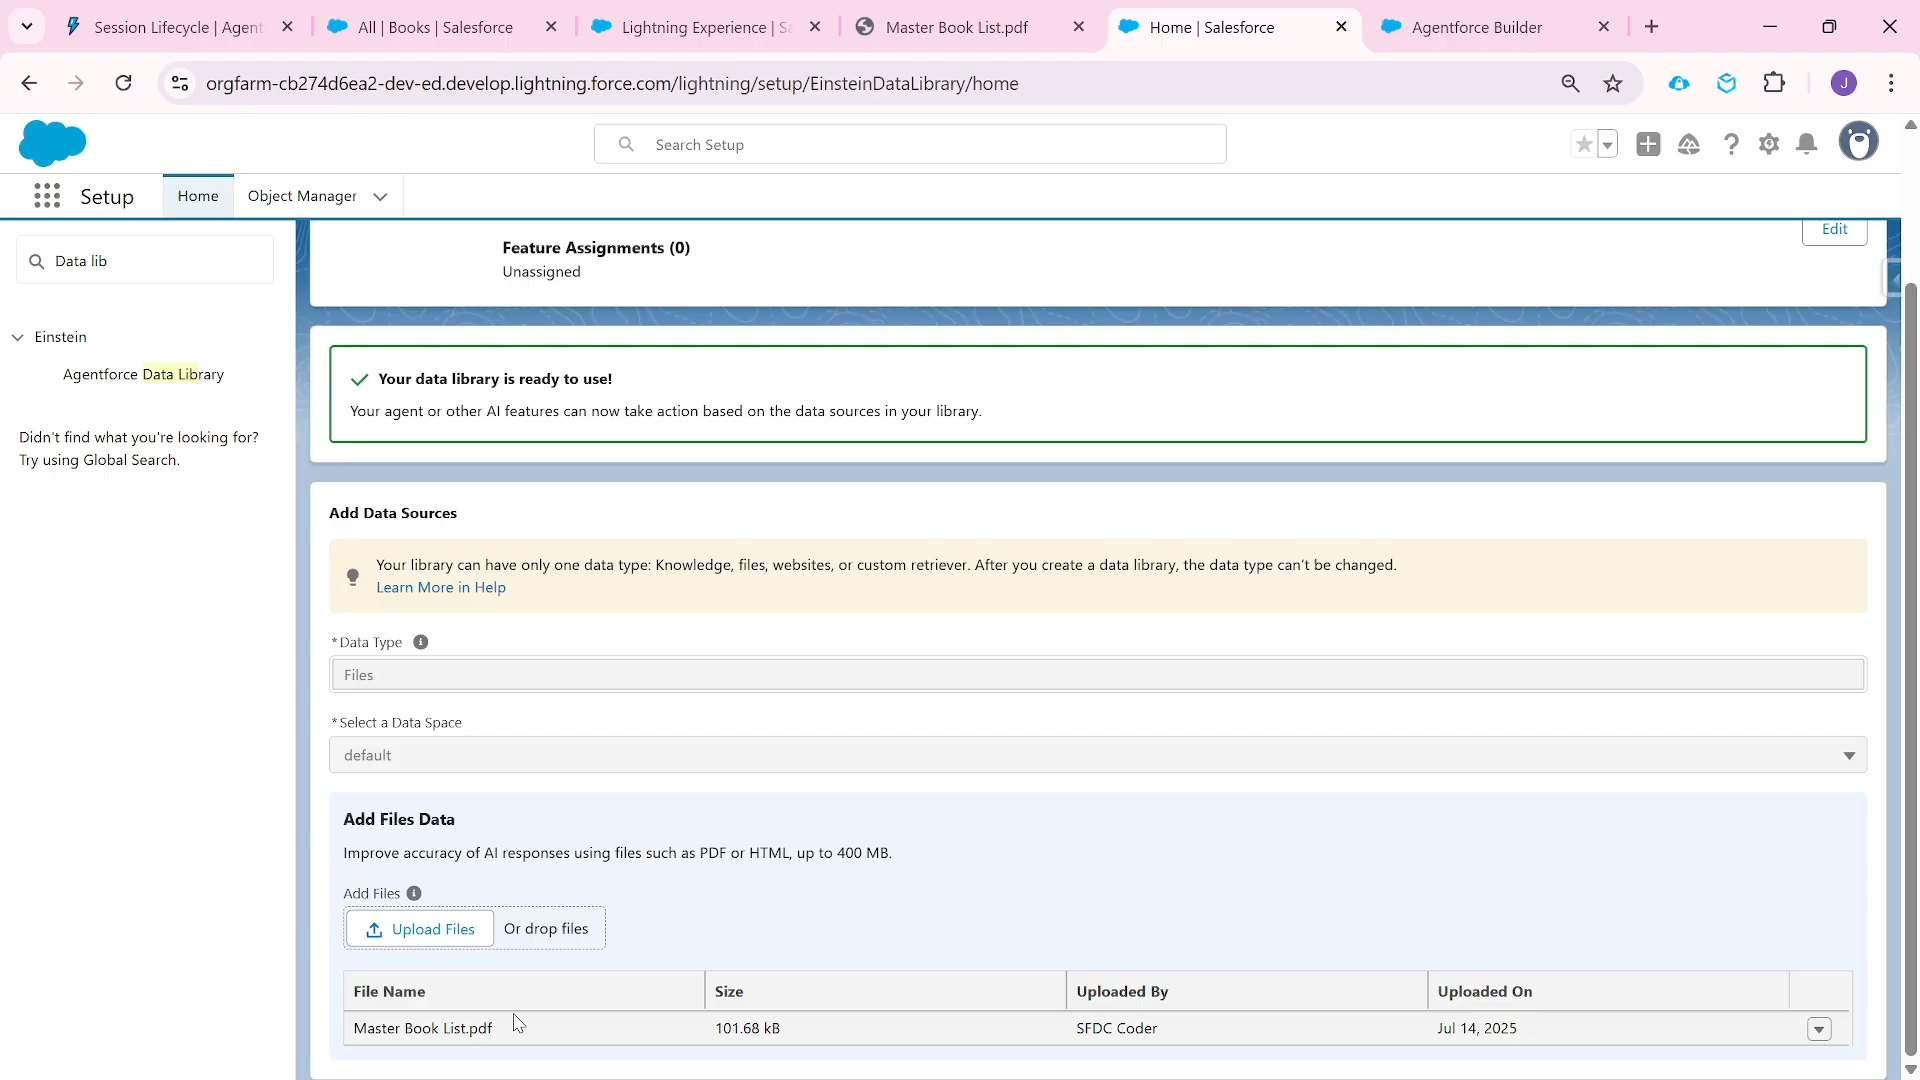 Session Lifecycle | Agent
All | Books | Salesforce
Lightning Experience | Sa
Master Book List.pdf
Home | Salesforce
Agentforce Builder
orgfarm-cb274d6ea2-dev-ed.develop.lightning.force.com/lightning/setup/EinsteinDataLibrary/home
J
Search Setup
Setup
Home
Object Manager
Data lib
Einstein
Agentforce Data Library
Didn't find what you're looking for?
Try using Global Search.
Feature Assignments (0)
Unassigned
Edit
Your data library is ready to use!
Your agent or other AI features can now take action based on the data sources in your library.
Add Data Sources
Your library can have only one data type: Knowledge, files, websites, or custom retriever. After you create a data library, the data type can't be changed.
Learn More in Help
*Data Type
Files
*Select a Data Space
default
Add Files Data
Improve accuracy of AI responses using files such as PDF or HTML, up to 400 MB.
Add Files
Upload Files
Or drop files
File Name Size Uploaded By Uploaded On
Master Book List.pdf 101.68 kB SFDC Coder Jul 14, 2025